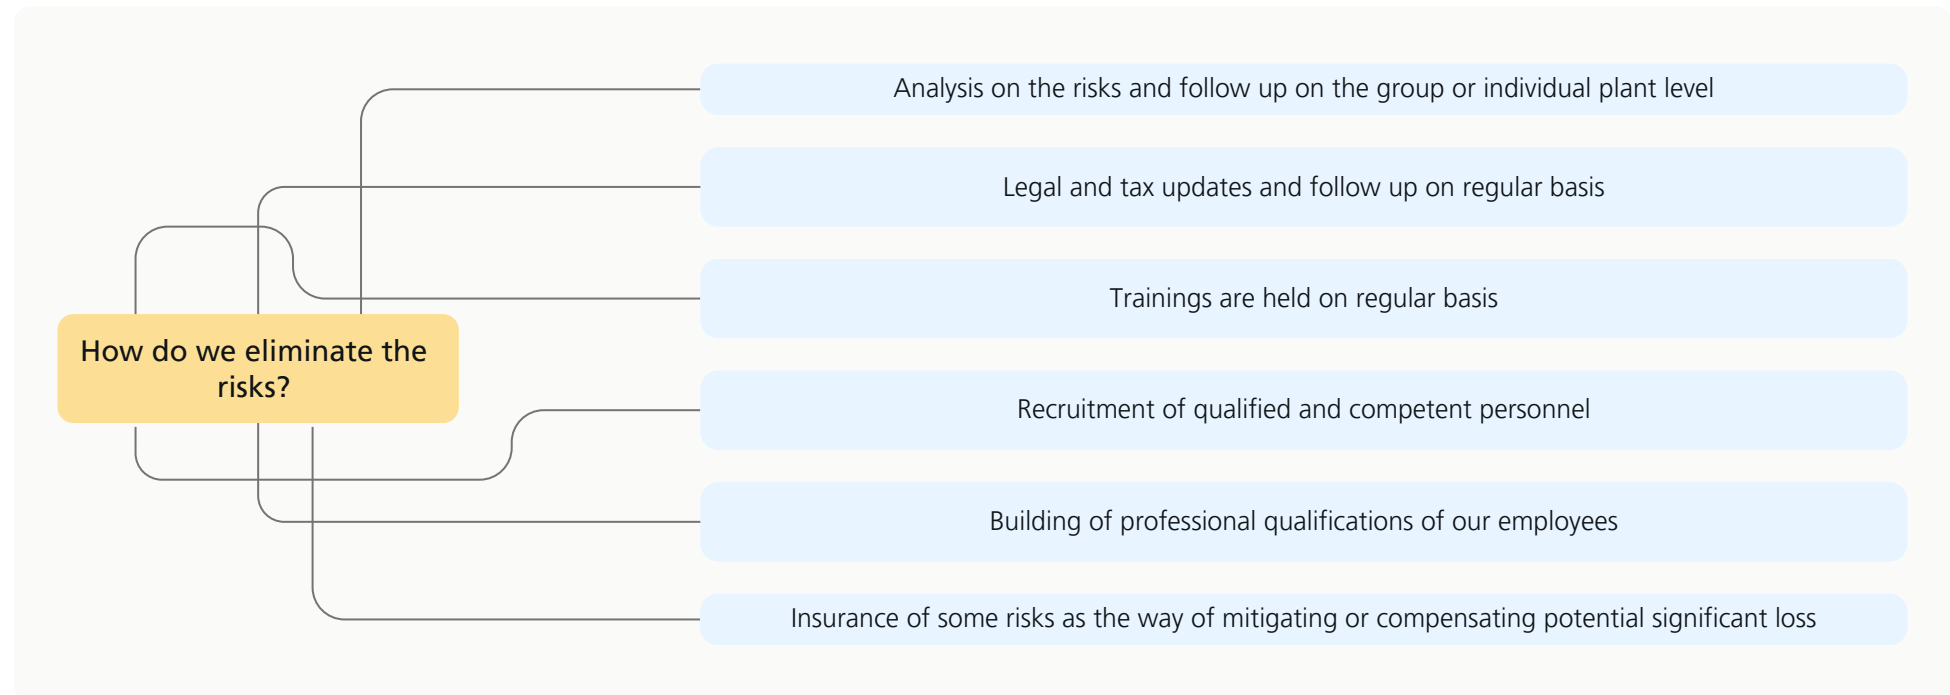 Analysis on the risks and follow up on the group or individual plant level
Legal and tax updates and follow up on regular basis
Trainings are held on regular basis
How do we eliminate the
risks?
Recruitment of qualified and competent personnel
Building of professional qualifications of our employees
Insurance of some risks as the way of mitigating or compensating potential significant loss